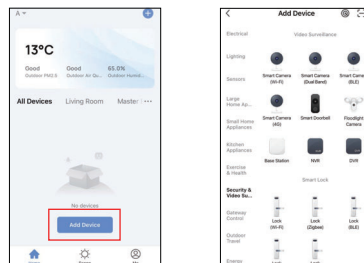 A
13°C
Good
Outdoor PM2.5
Good
Outdoor Air Qu...
65.0%
Outdoor Humid...
All Devices
Living Room
Master
No devices
Add Device
Add Device
Electrical
Lighting
Sensors
Large
Home Ap...
Small Home
Appliances
Kitchen
Appliances
Exercise
& Health
Security &
Video Su...
Gateway
Control
Outdoor
Travel
Energy
Video Surveillance
Smart Camera
(Wi-Fi)
Smart Camera
(Dual Band)
Smart Camera
(BLE)
Smart Camera
(4G)
Smart Doorbell
Floodlight
Camera
Base Station
NVR
DVR
Smart Lock
Lock
(Wi-Fi)
Lock
(Zigbee)
Lock
(BLE)
Lock
Lock